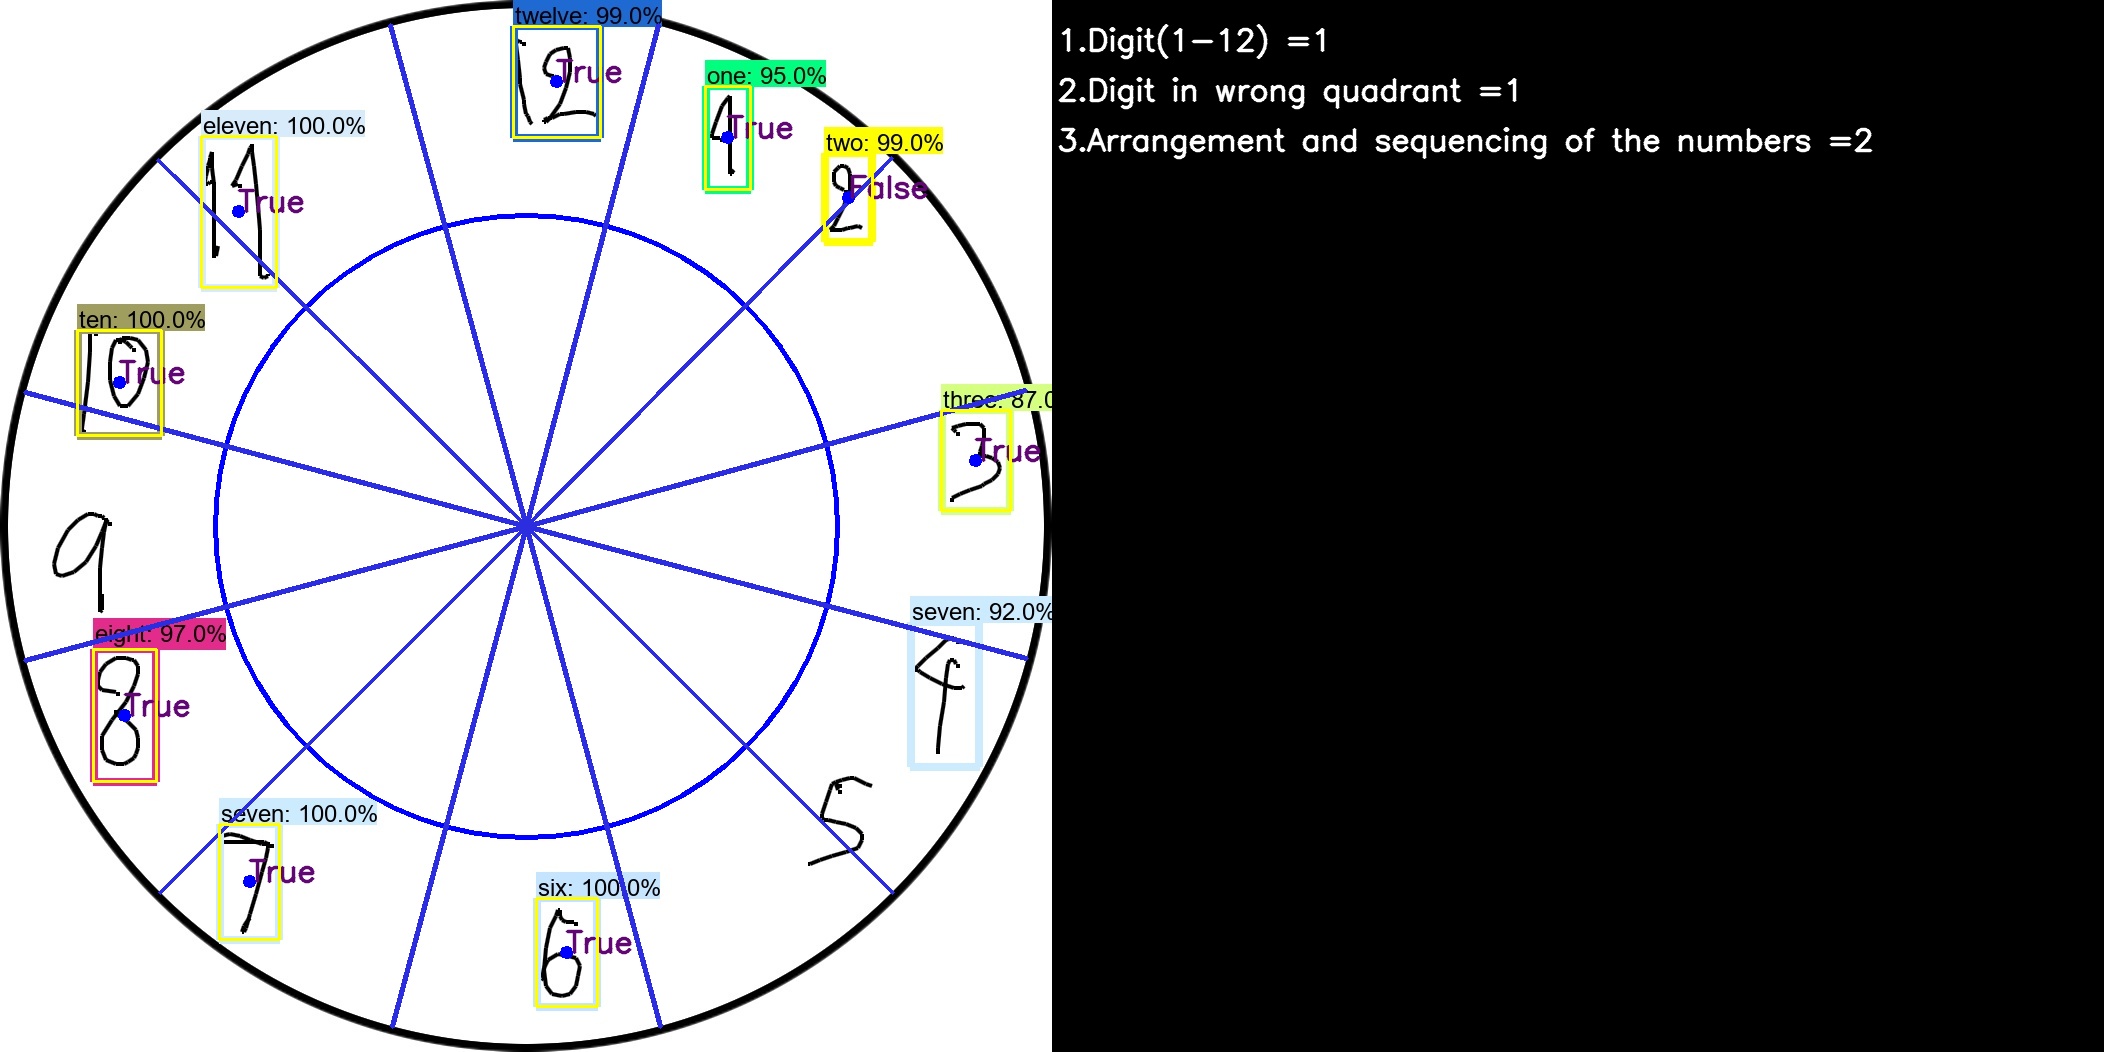 twelve: 99.0%
12
True
one: 95.0%
1
True
two: 99.0%
2
False
eleven: 100.0%
11
True
ten: 100.0%
10
True
three: 87.0
3
True
9
seven: 92.0%
4
eight: 97.0%
8
True
5
seven: 100.0%
7
True
six: 100.0%
6
True
1.Digit(1-12) =1
2.Digit in wrong quadrant =1
3.Arrangement and sequencing of the numbers =2